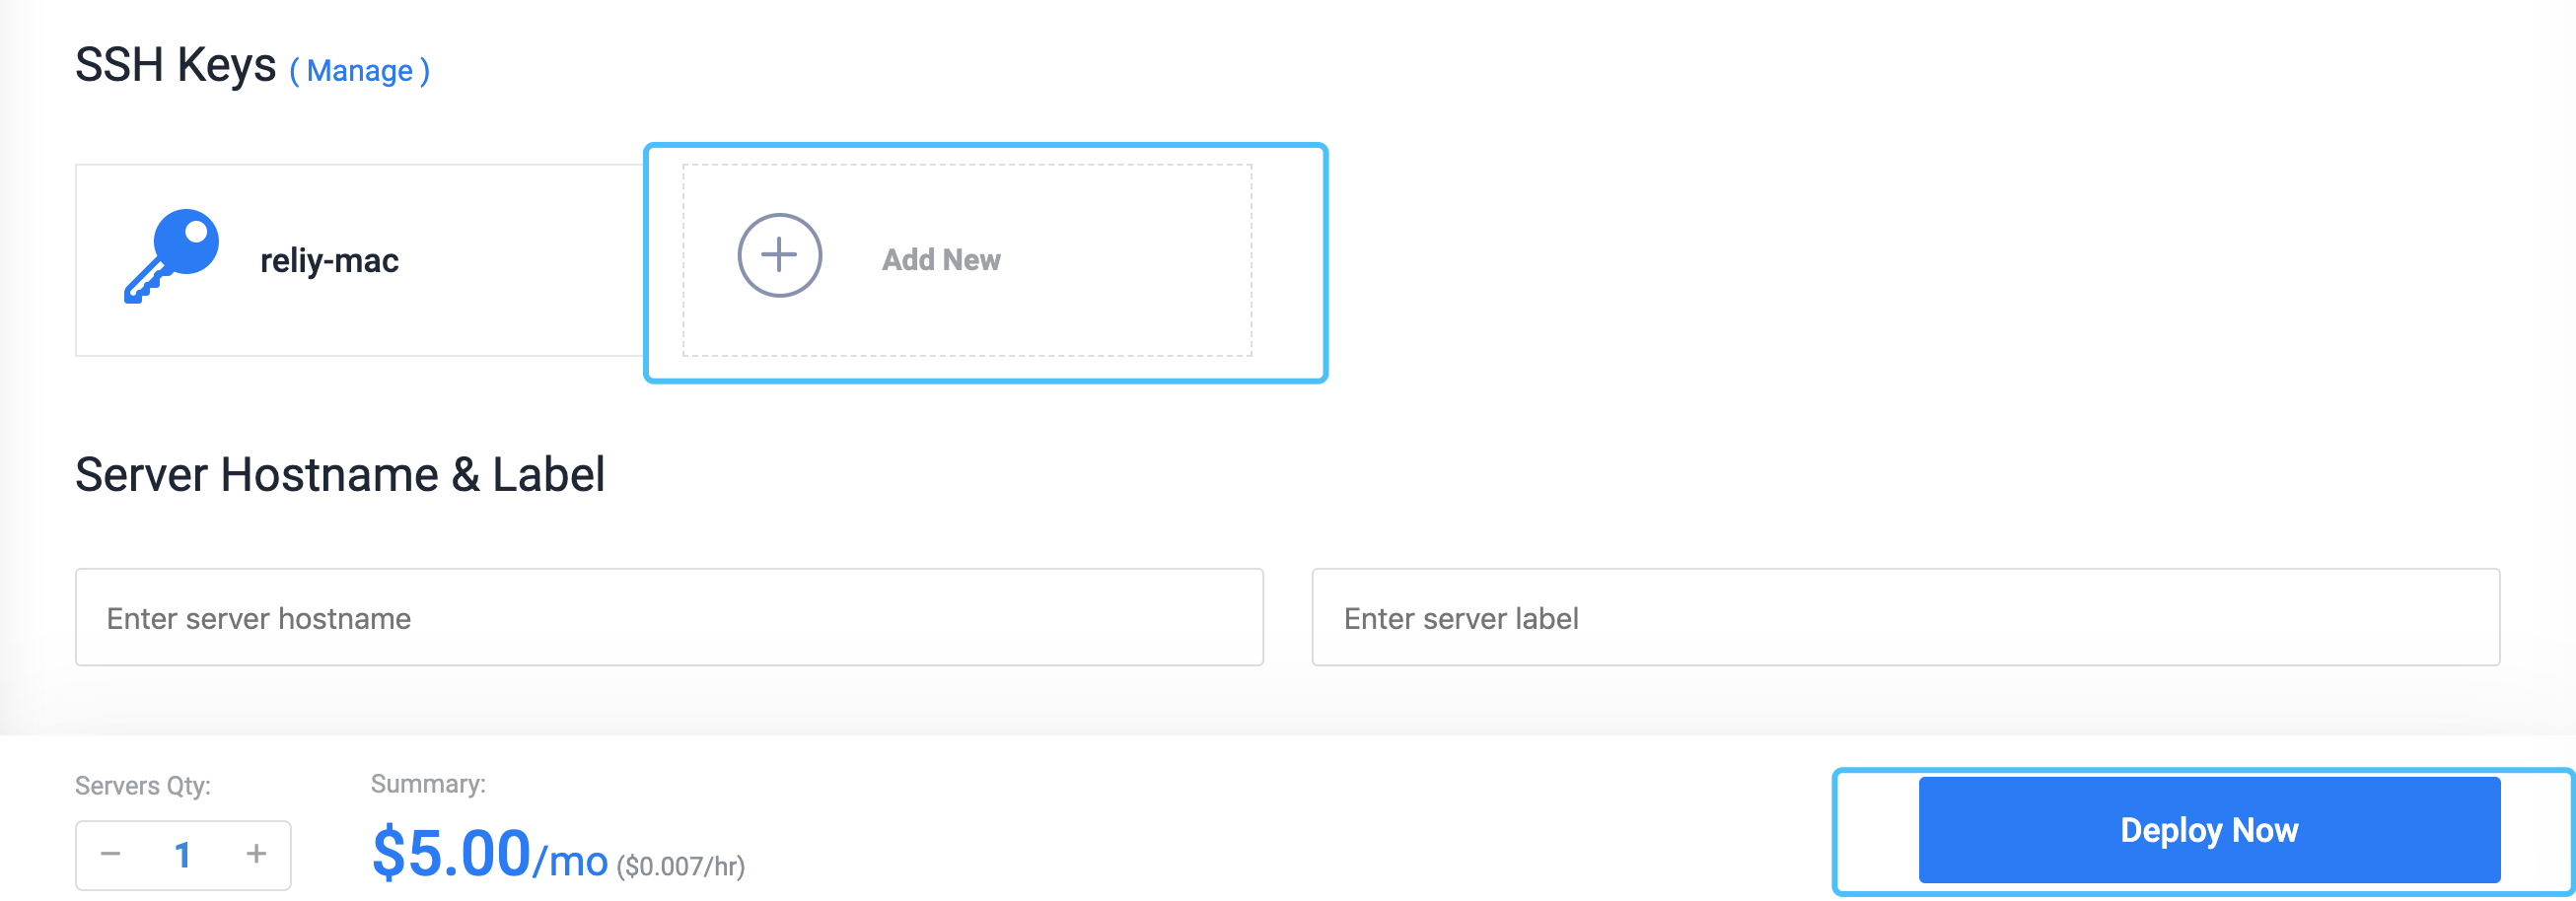 SSH Keys ( Manage )
reliy-mac
Add New
Server Hostname & Label
Enter server hostname
Enter server label
Servers Qty:
Summary:
− 1 +
$5.00/mo ($0.007/hr)
Deploy Now